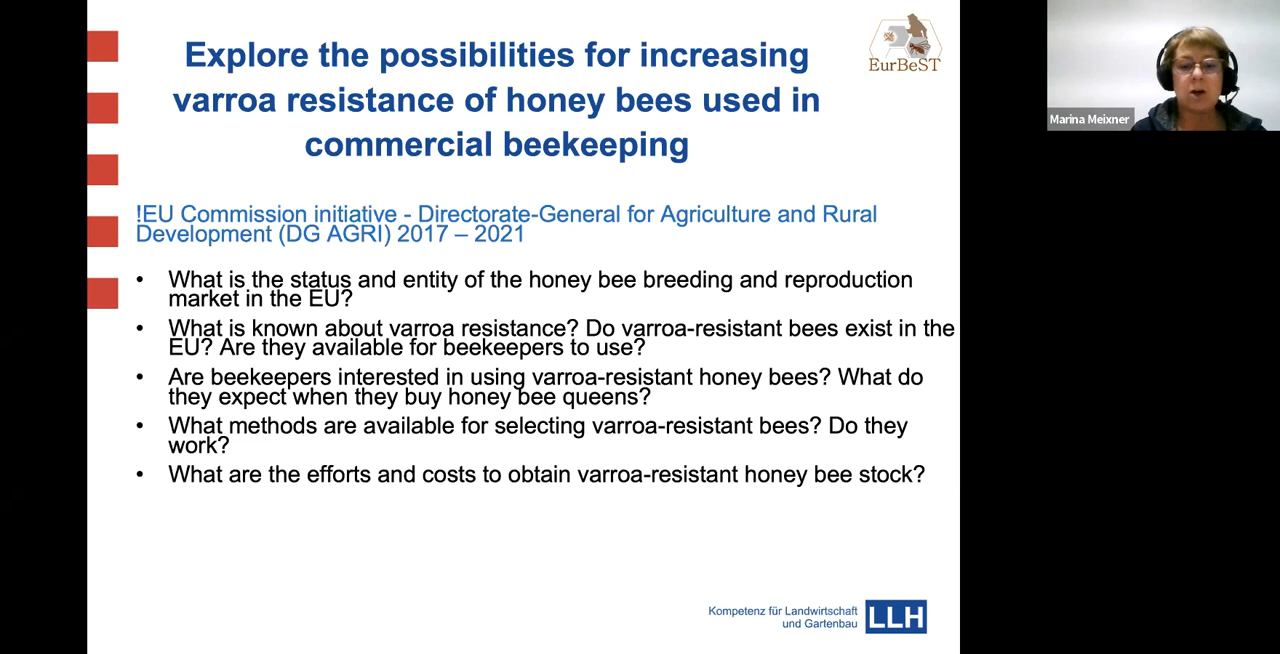 Explore the possibilities for increasing
varroa resistance of honey bees used in
commercial beekeeping
EurBeST
Marina Meixner
!EU Commission initiative - Directorate-General for Agriculture and Rural
Development (DG AGRI) 2017 – 2021
• What is the status and entity of the honey bee breeding and reproduction
market in the EU?
• What is known about varroa resistance? Do varroa-resistant bees exist in the
EU? Are they available for beekeepers to use?
• Are beekeepers interested in using varroa-resistant honey bees? What do
they expect when they buy honey bee queens?
• What methods are available for selecting varroa-resistant bees? Do they
work?
• What are the efforts and costs to obtain varroa-resistant honey bee stock?
Kompetenz für Landwirtschaft
und Gartenbau
LLH